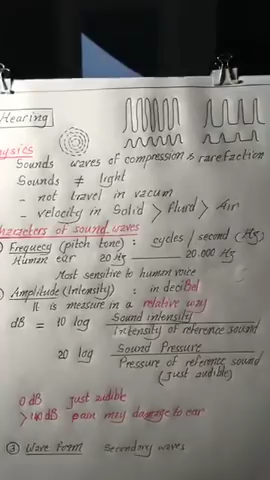 Hearing
hysics
Sounds waves of compression & rarefaction
Sounds ≠ light
- not travel in vacum
- velocity in Solid > Fluid > Air
Characters of sound waves
Frequecy (pitch tone) : cycles / second (Hz)
Human ear 20 Hz ______ 20.000 Hz
Most sensitive to human voice
Amplitude (Intensity) : in deciBel
It is measure in a relative way
dB = 10 log Sound intensity
Intensity of reference sound
20 log Sound Pressure
Pressure of reference sound
(Just audible)
0 dB Just audible
> 140 dB pain may damage to ear
③ Wave form Secondary waves